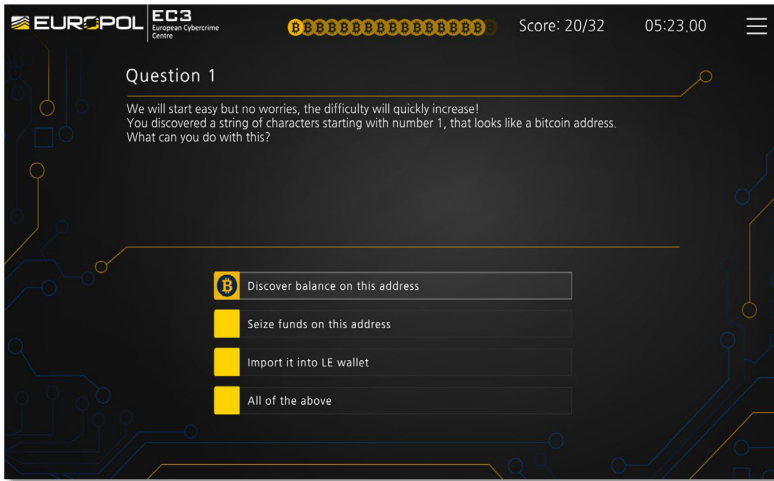 EUROPOL
EC3
European Cybercrime
Centre
Score: 20/32
05:23,00
Question 1
We will start easy but no worries, the difficulty will quickly increase!
You discovered a string of characters starting with number 1, that looks like a bitcoin address.
What can you do with this?
Discover balance on this address
Seize funds on this address
Import it into LE wallet
All of the above